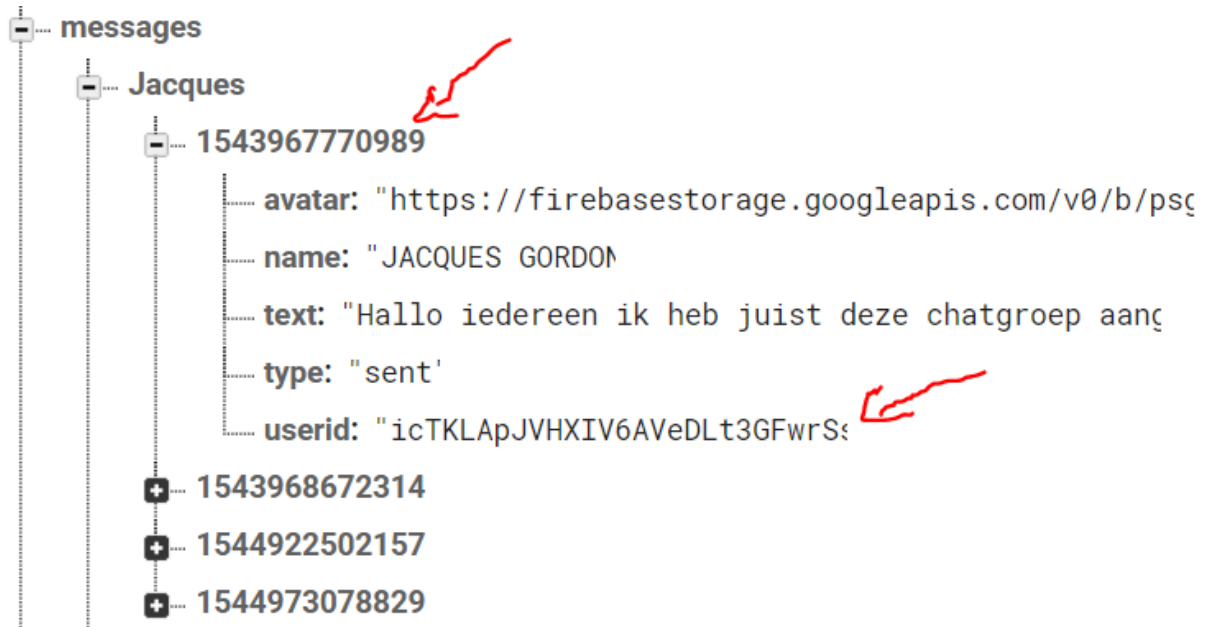 messages
Jacques
1543967770989
avatar: "https://firebasestorage.googleapis.com/v0/b/psg
name: "JACQUES GORDON
text: "Hallo iedereen ik heb juist deze chatgroep aang
type: "sent'
userid: "icTKLApJVHXIV6AVeDLt3GFwrSs
1543968672314
1544922502157
1544973078829